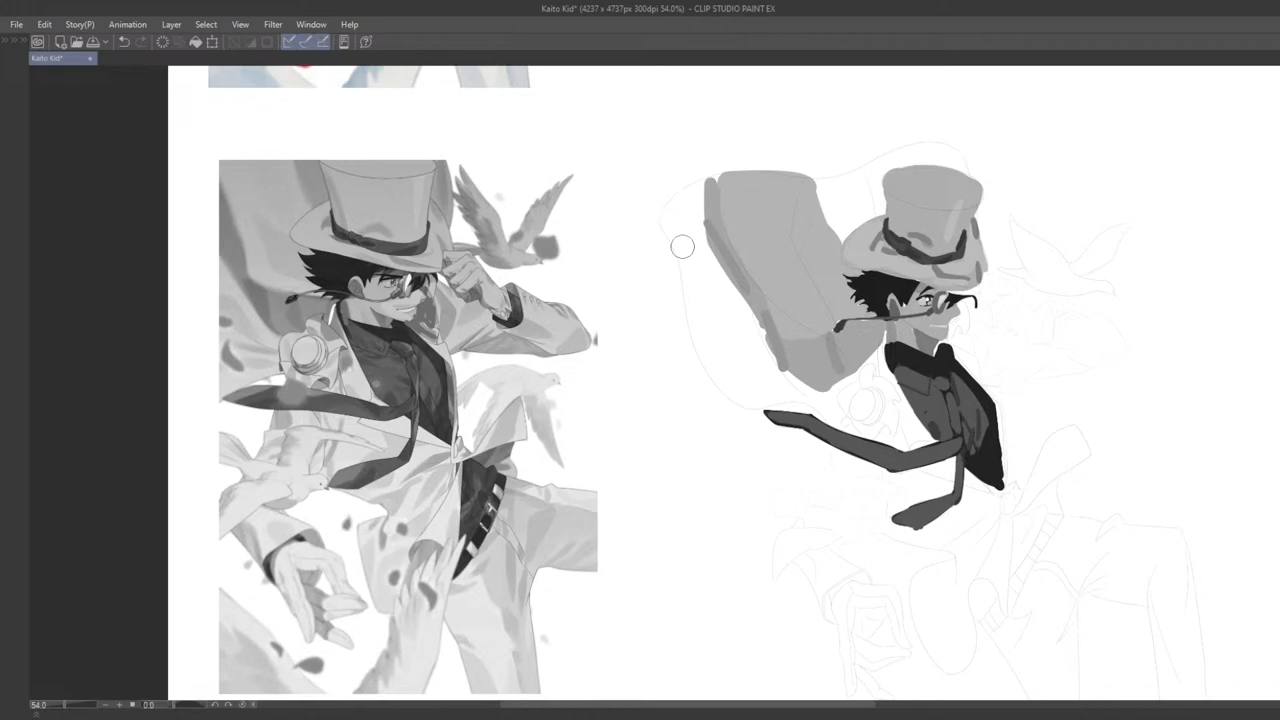 Kaito Kid* (4237 x 4737px 300dpi 54.0%) - CLIP STUDIO PAINT EX
File Edit Story(P) Animation Layer Select View Filter Window Help
Kaito Kid*
54.0 0.0